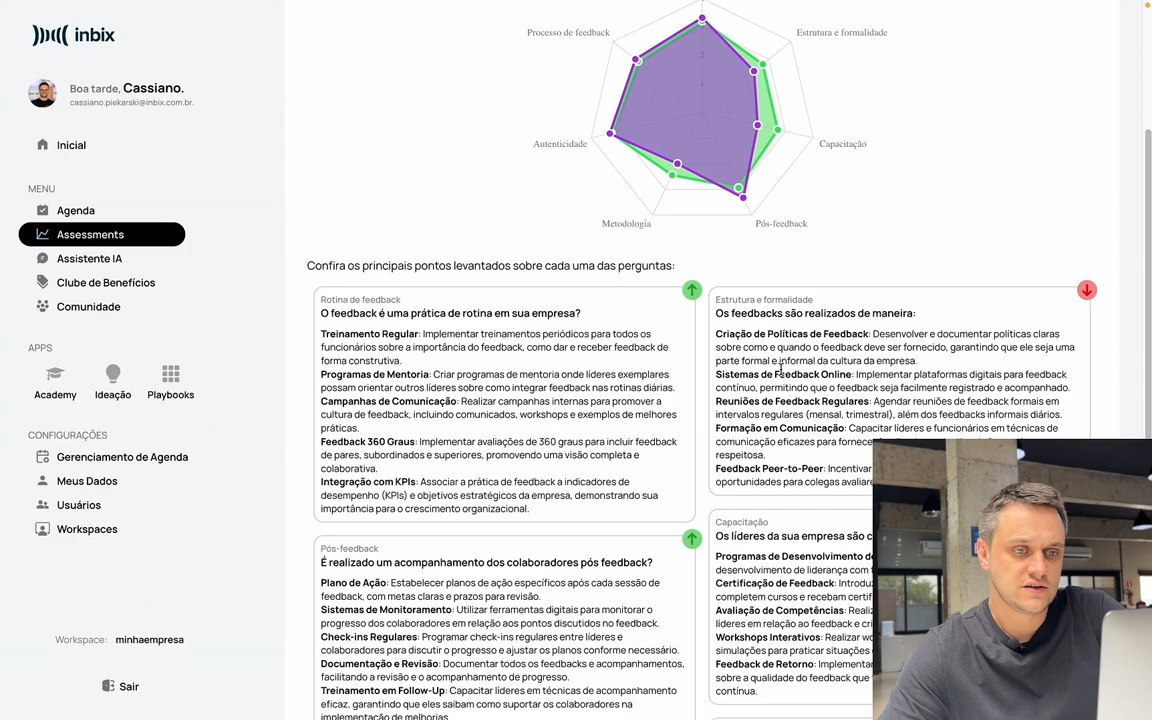 inbix
Boa tarde, Cassiano.
cassiano.piekarski@inbix.com.br.
Inicial
MENU
Agenda
Assessments
Assistente IA
Clube de Benefícios
Comunidade
APPS
Academy
Ideação
Playbooks
CONFIGURAÇÕES
Gerenciamento de Agenda
Meus Dados
Usuários
Workspaces
Workspace: minhaempresa
Sair
Processo de feedback
Estrutura e formalidade
2
1
Autenticidade
Capacitação
Metodologia
Pós-feedback
Confira os principais pontos levantados sobre cada uma das perguntas:
Rotina de feedback
O feedback é uma prática de rotina em sua empresa?
Treinamento Regular: Implementar treinamentos periódicos para todos os
funcionários sobre a importância do feedback, como dar e receber feedback de
forma construtiva.
Programas de Mentoria: Criar programas de mentoria onde líderes exemplares
possam orientar outros líderes sobre como integrar feedback nas rotinas diárias.
Campanhas de Comunicação: Realizar campanhas internas para promover a
cultura de feedback, incluindo comunicados, workshops e exemplos de melhores
práticas.
Feedback 360 Graus: Implementar avaliações de 360 graus para incluir feedback
de pares, subordinados e superiores, promovendo uma visão completa e
colaborativa.
Integração com KPIs: Associar a prática de feedback a indicadores de
desempenho (KPIs) e objetivos estratégicos da empresa, demonstrando sua
importância para o crescimento organizacional.
Estrutura e formalidade
Os feedbacks são realizados de maneira:
Criação de Políticas de Feedback: Desenvolver e documentar políticas claras
sobre como e quando o feedback deve ser fornecido, garantindo que ele seja uma
parte formal e informal da cultura da empresa.
Sistemas de Feedback Online: Implementar plataformas digitais para feedback
contínuo, permitindo que o feedback seja facilmente registrado e acompanhado.
Reuniões de Feedback Regulares: Agendar reuniões de feedback formais em
intervalos regulares (mensal, trimestral), além dos feedbacks informais diários.
Formação em Comunicação: Capacitar líderes e funcionários em técnicas de
comunicação eficazes para
respeitosa.
Feedback Peer-to-Peer: Incentivar
oportunidades para colegas
Pós-feedback
É realizado um acompanhamento dos colaboradores pós feedback?
Plano de Ação: Estabelecer planos de ação específicos após cada sessão de
feedback, com metas claras e prazos para revisão.
Sistemas de Monitoramento: Utilizar ferramentas digitais para monitorar o
progresso dos colaboradores em relação aos pontos discutidos no feedback.
Check-ins Regulares: Programar check-ins regulares entre líderes e
colaboradores para discutir o progresso e ajustar os planos conforme necessário.
Documentação e Revisão: Documentar todos os feedbacks e acompanhamentos,
facilitando a revisão e o acompanhamento de progresso.
Treinamento em Follow-Up: Capacitar líderes em técnicas de acompanhamento
eficaz, garantindo que eles saibam como suportar os colaboradores na
implementação de melhorias.
Capacitação
Os líderes da sua empresa são
Programas de Desenvolvimento
desenvolvimento de liderança com
Certificação de Feedback:
completem cursos e recebam
Avaliação de Competências:
líderes em relação ao feedback e
Workshops Interativos: Realizar
simulações para praticar situações
Feedback de Retorno:
sobre a qualidade do feedback que
contínua.